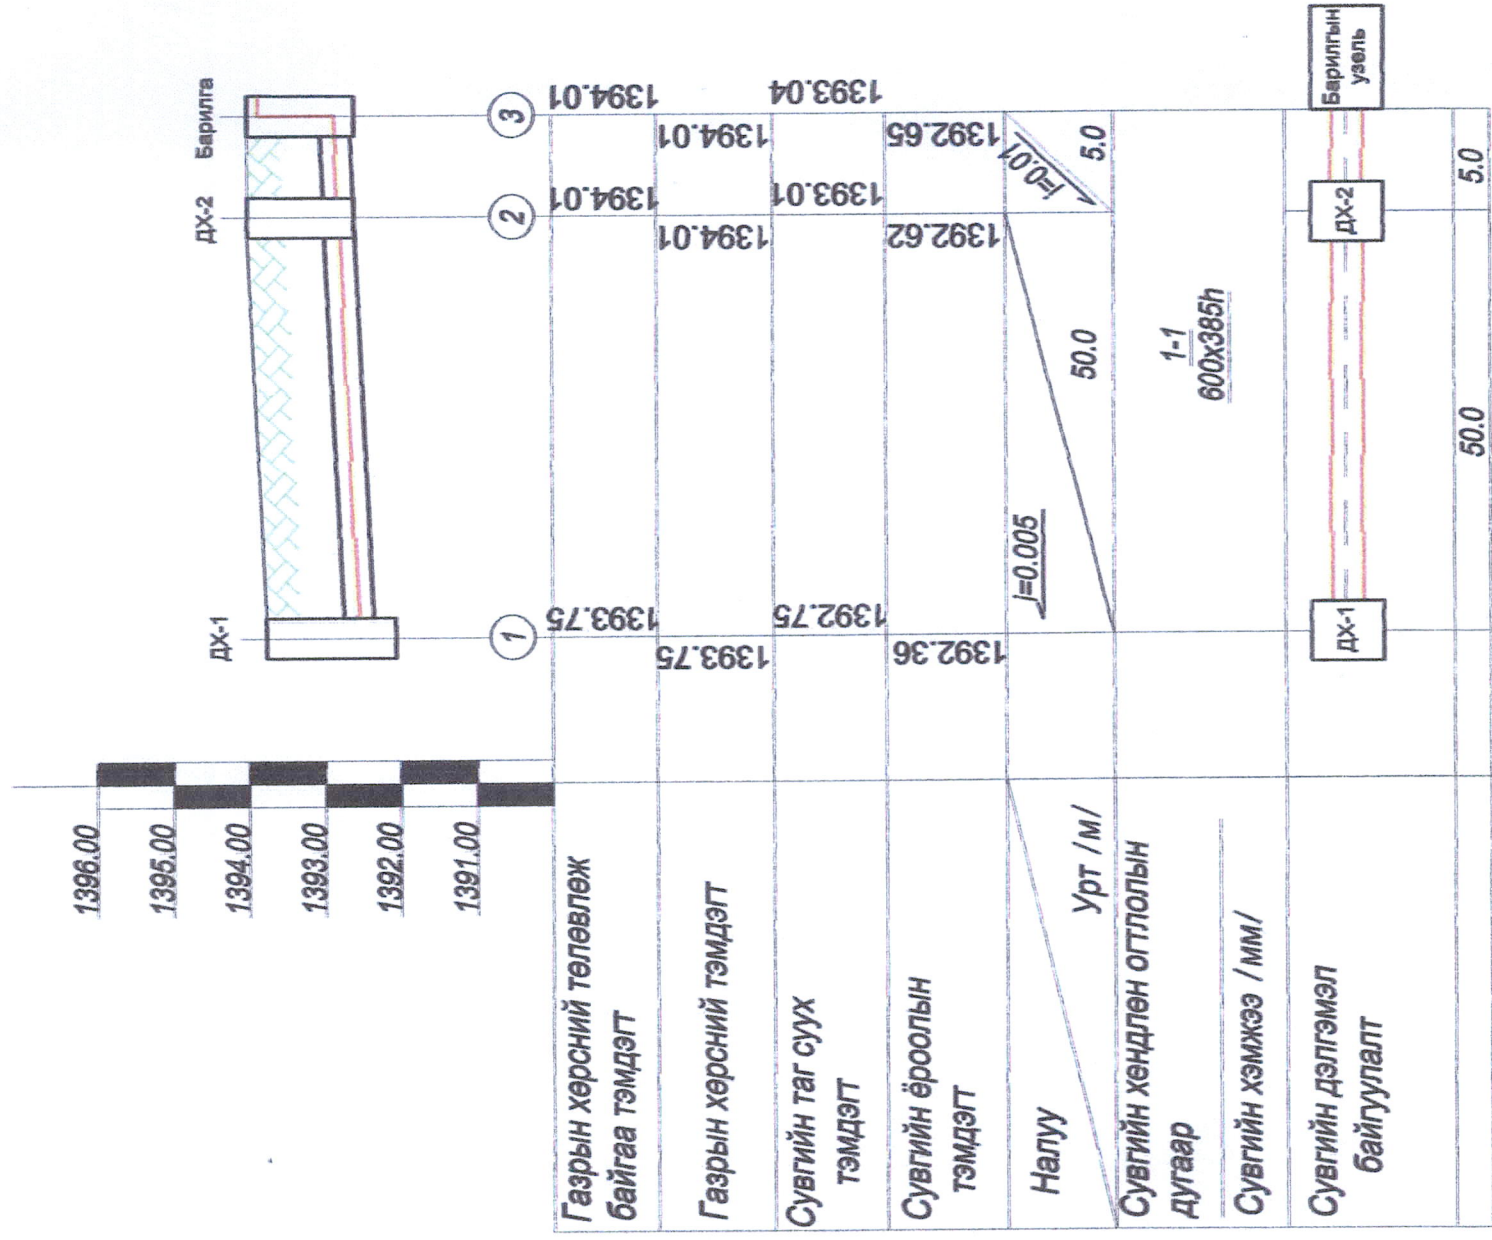 ДХ-1
ДХ-2
Барилга
1396.00
1395.00
1394.00
1393.00
1392.00
1391.00
1
2
3
Газрын хөрсний төлөвлөж
байгаа тэмдэгт
1393.75
1394.01
1394.01
Газрын хөрсний тэмдэгт
1393.75
1394.01
1394.01
Сувгийн таг суух
тэмдэгт
1392.75
1393.01
1393.04
Сувгийн ёроолын
тэмдэгт
1392.36
1392.62
1392.65
Налуу
Урт /м/
i=0.005
50.0
i=0.01
5.0
Сувгийн хөндлөн огтлолын
дугаар
Сувгийн хэмжээ /мм/
1-1
600x385h
Сувгийн дэлгэмэл
байгуулалт
ДХ-1
ДХ-2
Барилгын
узель
50.0
5.0